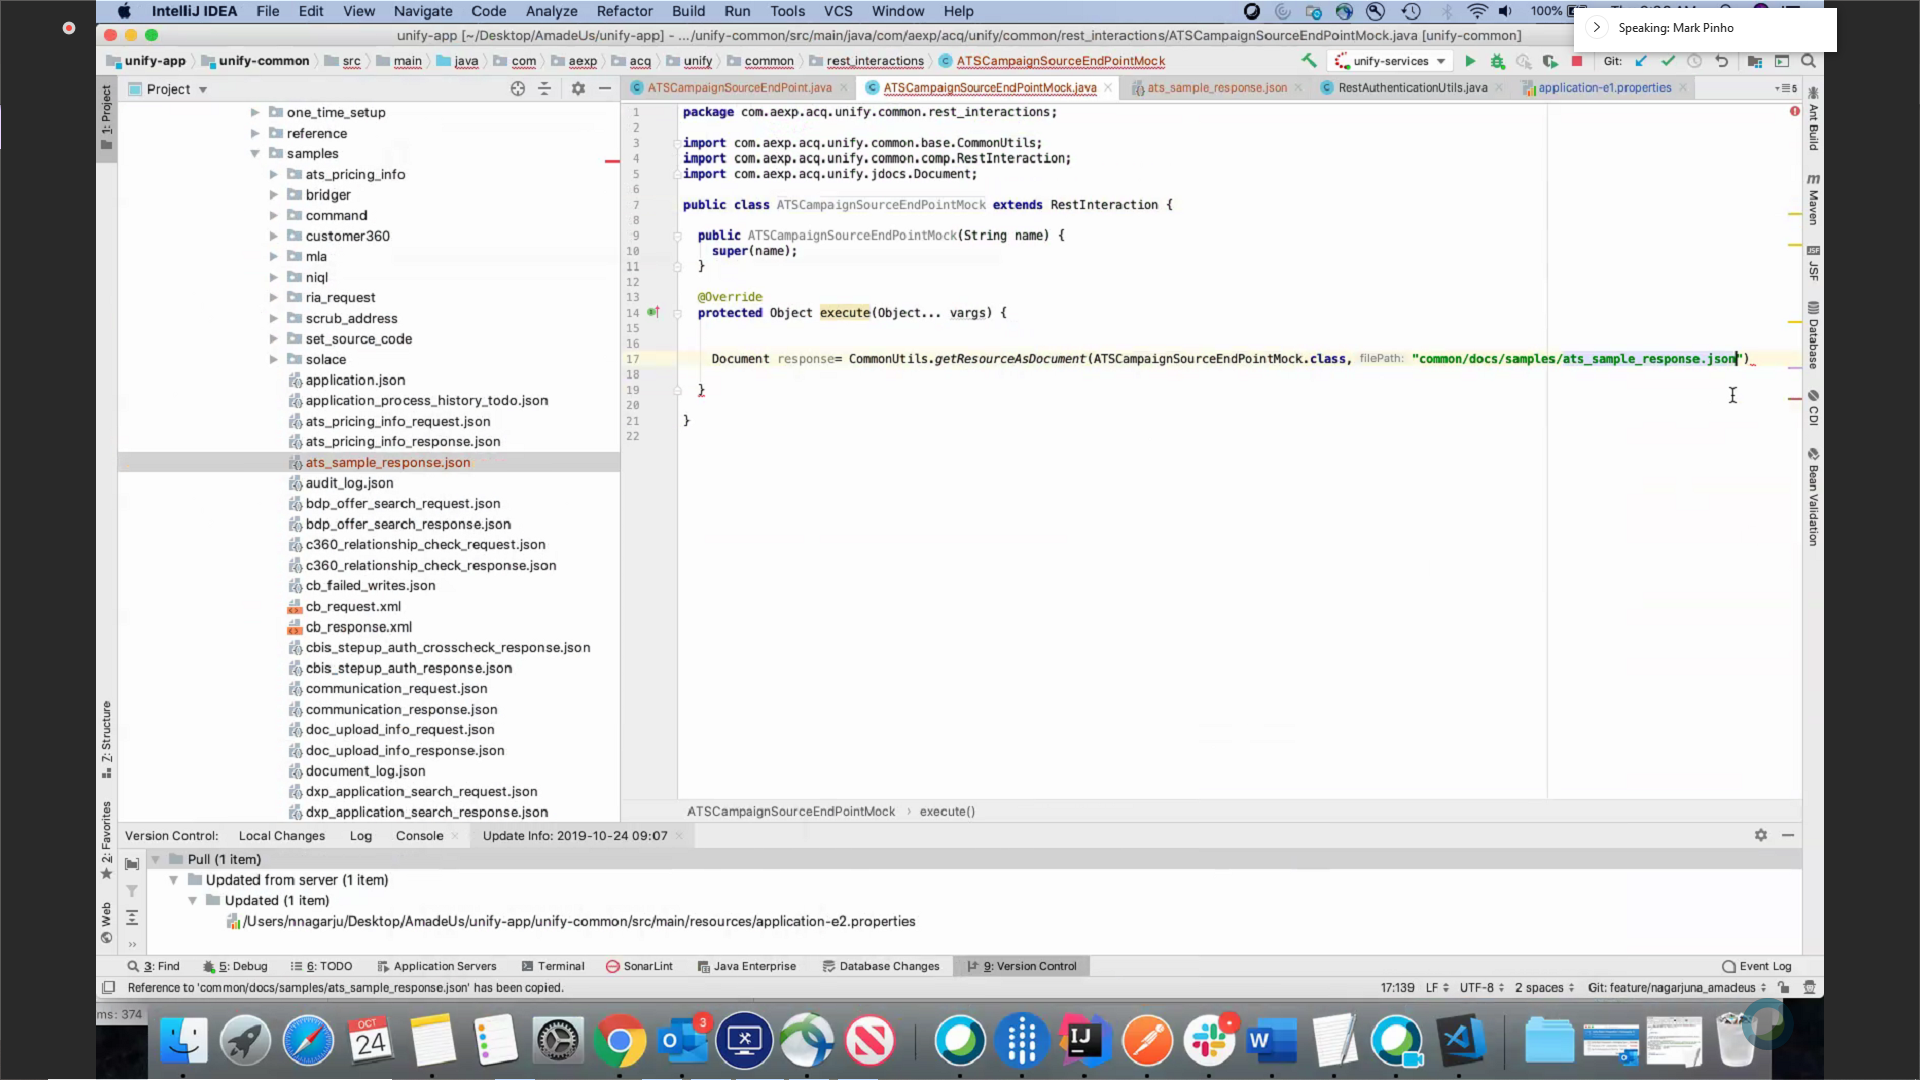 IntelliJ IDEA File Edit View Navigate Code Analyze Refactor Build Run Tools VCS Window Help 100%
Speaking: Mark Pinho
unify-app [~/Desktop/AmadeUs/unify-app] - .../unify-common/src/main/java/com/aexp/acq/unify/common/rest_interactions/ATSCampaignSourceEndPointMock.java [unify-common]
unify-app unify-common src main java com aexp acq unify common rest_interactions ATSCampaignSourceEndPointMock unify-services Git:
Project
ATSCampaignSourceEndPoint.java ATSCampaignSourceEndPointMock.java ats_sample_response.json RestAuthenticationUtils.java application-e1.properties
1: Project
Z: Structure
2: Favorites
Web
one_time_setup
reference
samples
ats_pricing_info
bridger
command
customer360
mla
niql
ria_request
scrub_address
set_source_code
solace
application.json
application_process_history_todo.json
ats_pricing_info_request.json
ats_pricing_info_response.json
ats_sample_response.json
audit_log.json
bdp_offer_search_request.json
bdp_offer_search_response.json
c360_relationship_check_request.json
c360_relationship_check_response.json
cb_failed_writes.json
cb_request.xml
cb_response.xml
cbis_stepup_auth_crosscheck_response.json
cbis_stepup_auth_response.json
communication_request.json
communication_response.json
doc_upload_info_request.json
doc_upload_info_response.json
document_log.json
dxp_application_search_request.json
dxp_application_search_response.json
1 package com.aexp.acq.unify.common.rest_interactions;
2
3 import com.aexp.acq.unify.common.base.CommonUtils;
4 import com.aexp.acq.unify.common.comp.RestInteraction;
5 import com.aexp.acq.unify.jdocs.Document;
6
7 public class ATSCampaignSourceEndPointMock extends RestInteraction {
8
9 public ATSCampaignSourceEndPointMock(String name) {
10 super(name);
11 }
12
13 @Override
14 protected Object execute(Object... vargs) {
15
16
17 Document response= CommonUtils.getResourceAsDocument(ATSCampaignSourceEndPointMock.class, filePath: "common/docs/samples/ats_sample_response.json")
18
19 }
20
21 }
22
ATSCampaignSourceEndPointMock › execute()
Ant Build
Maven
JSF
Database
CDI
Bean Validation
Version Control: Local Changes Log Console Update Info: 2019-10-24 09:07
Pull (1 item)
Updated from server (1 item)
Updated (1 item)
/Users/nnagarju/Desktop/AmadeUs/unify-app/unify-common/src/main/resources/application-e2.properties
3: Find 5: Debug 6: TODO Application Servers Terminal SonarLint Java Enterprise Database Changes 9: Version Control Event Log
Reference to 'common/docs/samples/ats_sample_response.json' has been copied. 17:139 LF UTF-8 2 spaces Git: feature/nagarjuna_amadeus
ms: 374
OCT
24
3